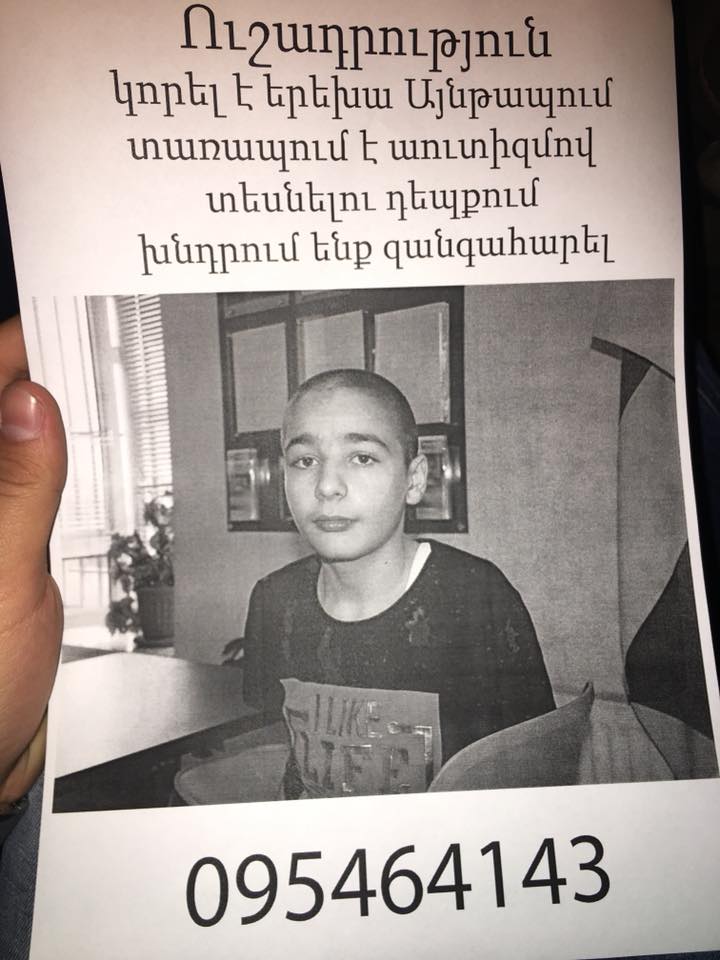 Ուշադրություն
կորել է երեխա Այնթապում
տառապում է աուտիզմով
տեսնելու դեպքում
խնդրում ենք զանգահարել
I LIKE
LIFE
095464143